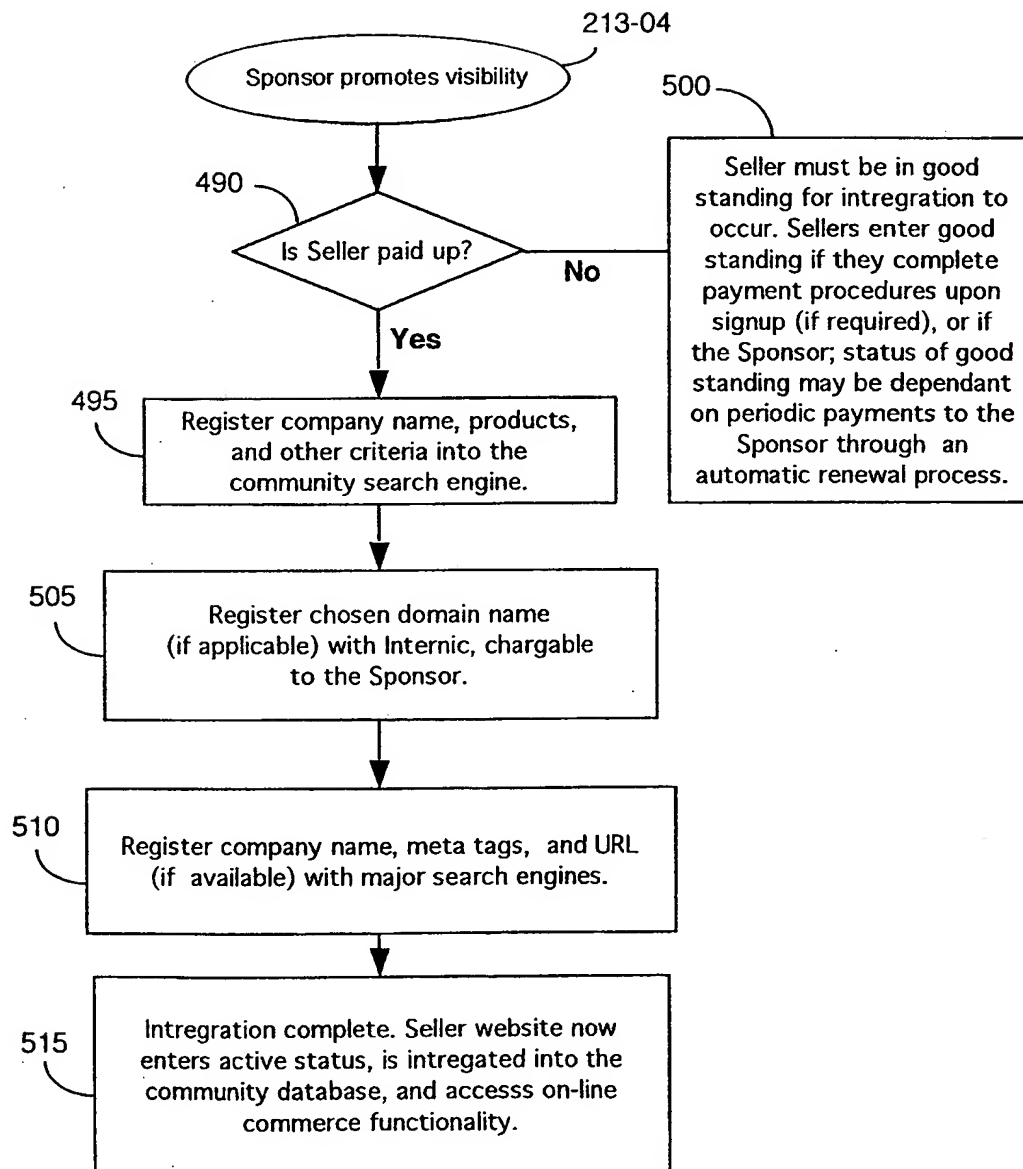 213-04
Sponsor promotes visibility
500
490
Is Seller paid up?
No
Yes
Seller must be in good
standing for intregration to
occur. Sellers enter good
standing if they complete
payment procedures upon
signup (if required), or if
the Sponsor; status of good
standing may be dependant
on periodic payments to the
Sponsor through an
automatic renewal process.
495
Register company name, products,
and other criteria into the
community search engine.
505
Register chosen domain name
(if applicable) with Internic, chargable
to the Sponsor.
510
Register company name, meta tags, and URL
(if available) with major search engines.
515
Intregration complete. Seller website now
enters active status, is intregated into the
community database, and accesss on-line
commerce functionality.